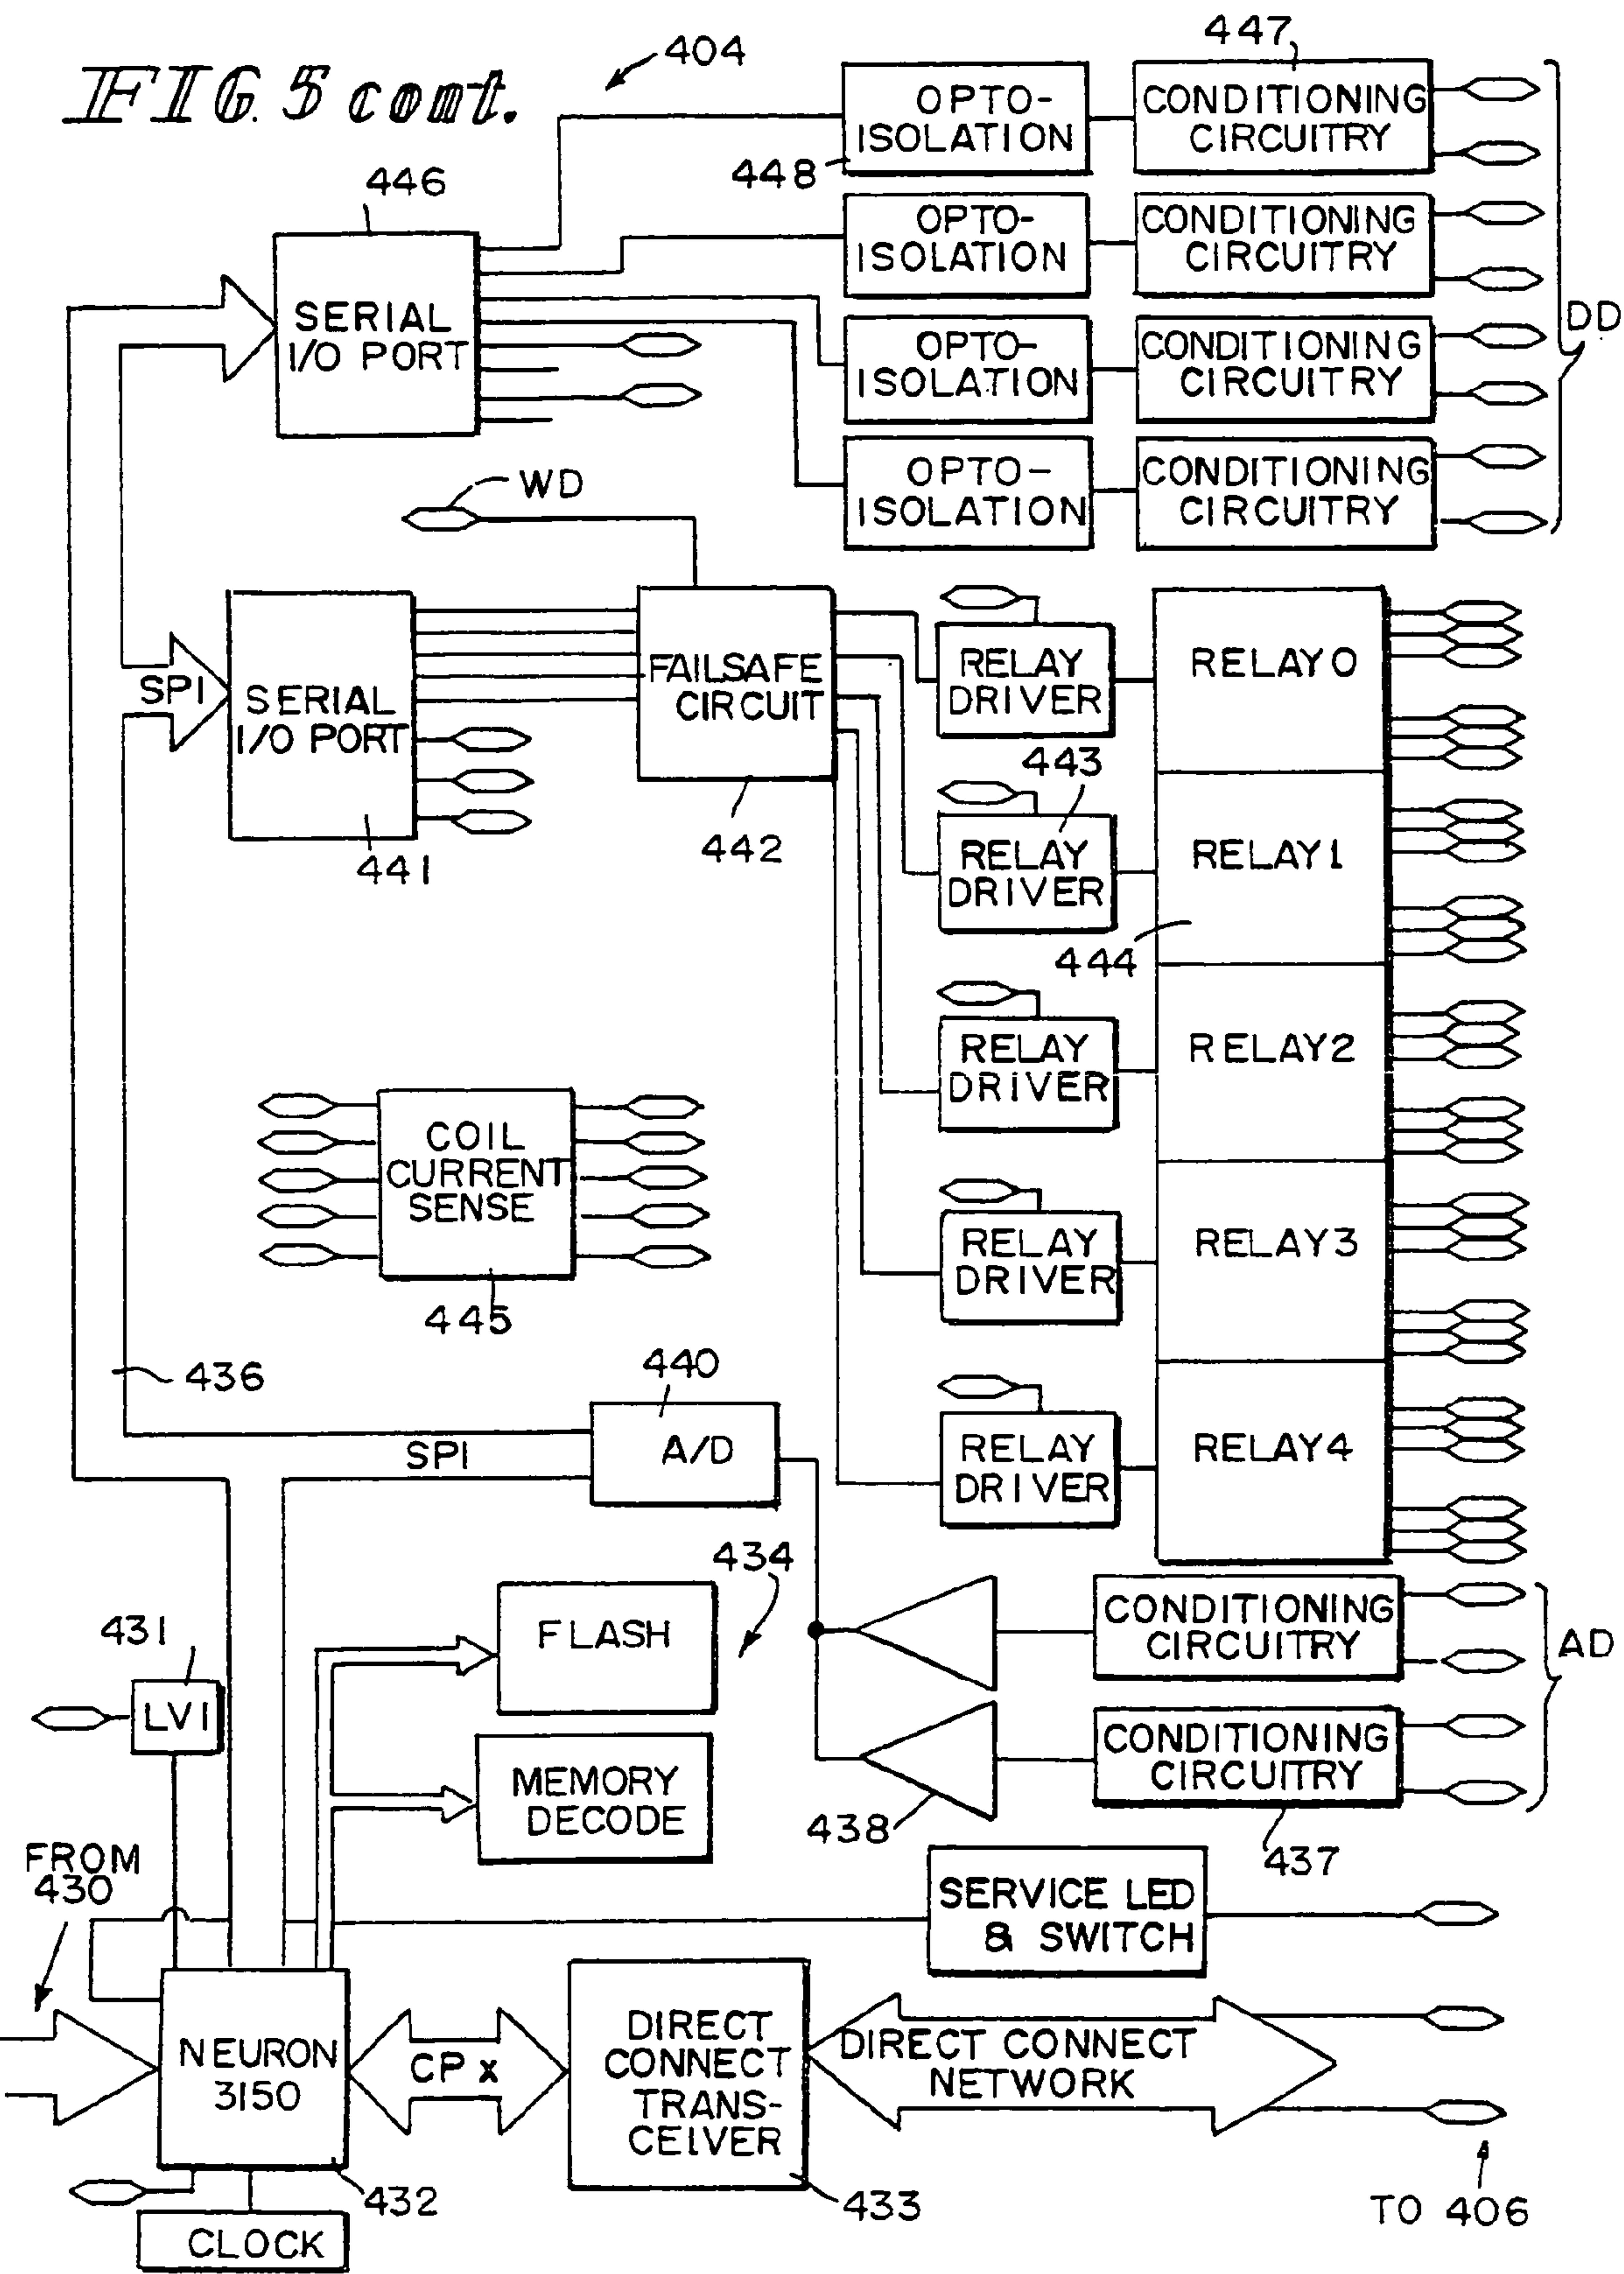 FIG. 5 cont.
404
447
OPTO-
ISOLATION
448
CONDITIONING
CIRCUITRY
446
OPTO-
ISOLATION
CONDITIONING
CIRCUITRY
SERIAL
I/O PORT
OPTO-
ISOLATION
CONDITIONING
CIRCUITRY
DD
OPTO-
ISOLATION
CONDITIONING
CIRCUITRY
WD
SPI
SERIAL
I/O PORT
441
FAILSAFE
CIRCUIT
442
RELAY
DRIVER
RELAY0
443
RELAY
DRIVER
RELAY1
444
RELAY
DRIVER
RELAY2
COIL
CURRENT
SENSE
445
RELAY
DRIVER
RELAY3
436
440
A/D
SPI
RELAY
DRIVER
RELAY4
434
FLASH
431
LVI
CONDITIONING
CIRCUITRY
AD
MEMORY
DECODE
438
CONDITIONING
CIRCUITRY
437
FROM
430
SERVICE LED
& SWITCH
NEURON
3150
432
CPx
DIRECT
CONNECT
TRANS-
CEIVER
433
DIRECT CONNECT
NETWORK
TO 406
CLOCK